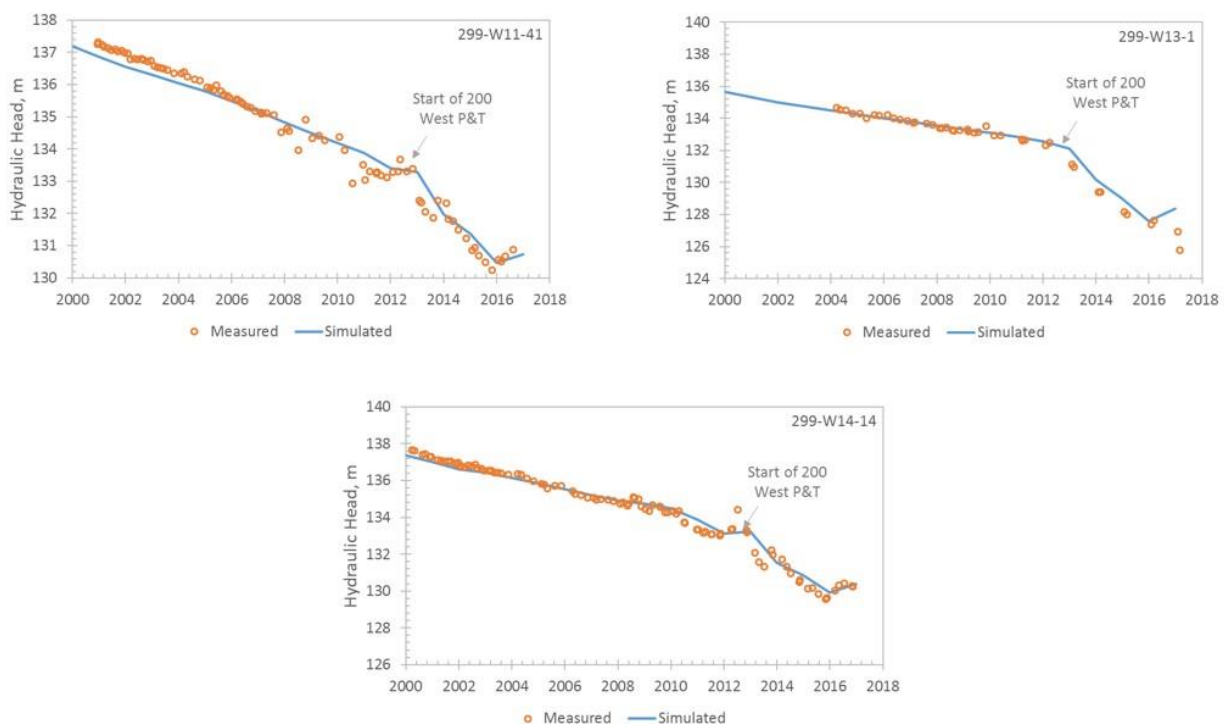 299-W11-41
Hydraulic Head, m
138
137
136
135
134
133
132
131
130
Start of 200
West P&T
2000 2002 2004 2006 2008 2010 2012 2014 2016 2018
Measured Simulated
299-W13-1
Hydraulic Head, m
140
138
136
134
132
130
128
126
124
Start of 200
West P&T
2000 2002 2004 2006 2008 2010 2012 2014 2016 2018
Measured Simulated
299-W14-14
Hydraulic Head, m
140
138
136
134
132
130
128
126
Start of 200
West P&T
2000 2002 2004 2006 2008 2010 2012 2014 2016 2018
Measured Simulated